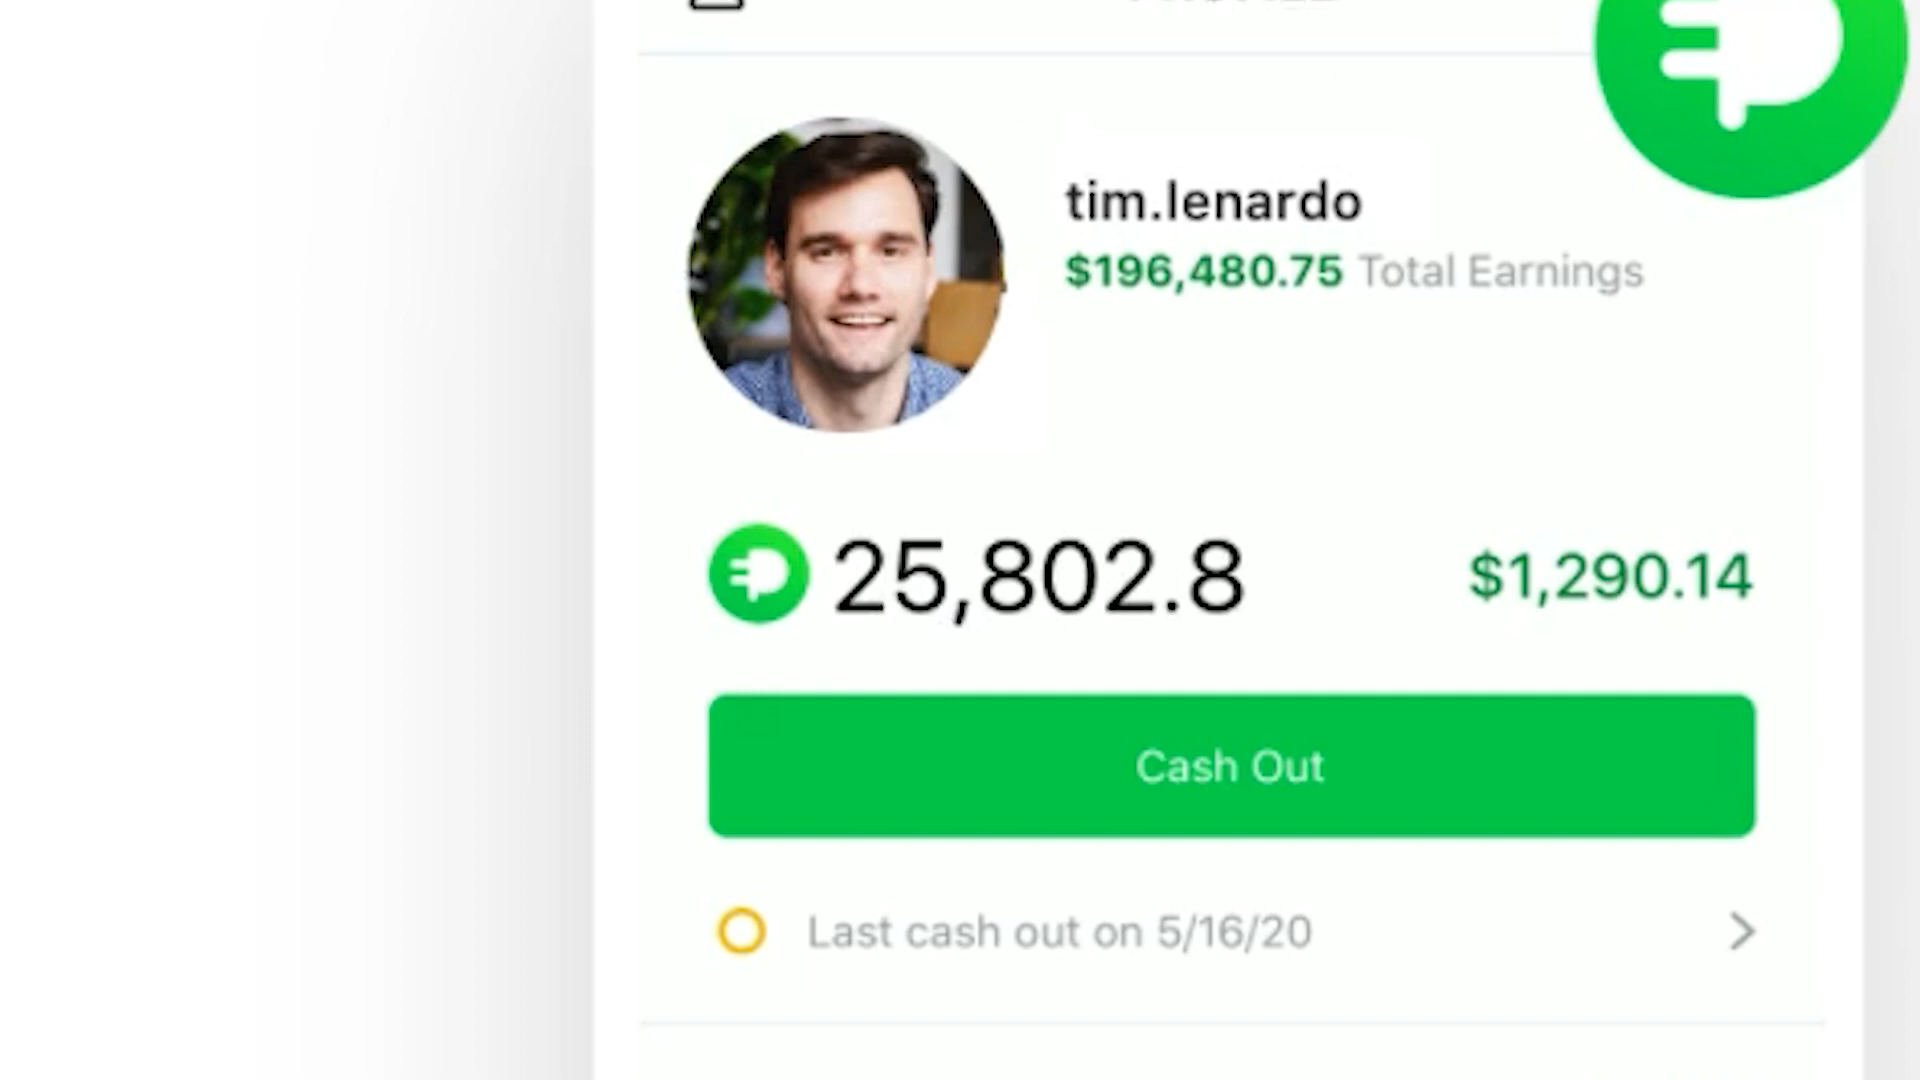 tim.lenardo
$196,480.75 Total Earnings
25,802.8
$1,290.14
Cash Out
Last cash out on 5/16/20